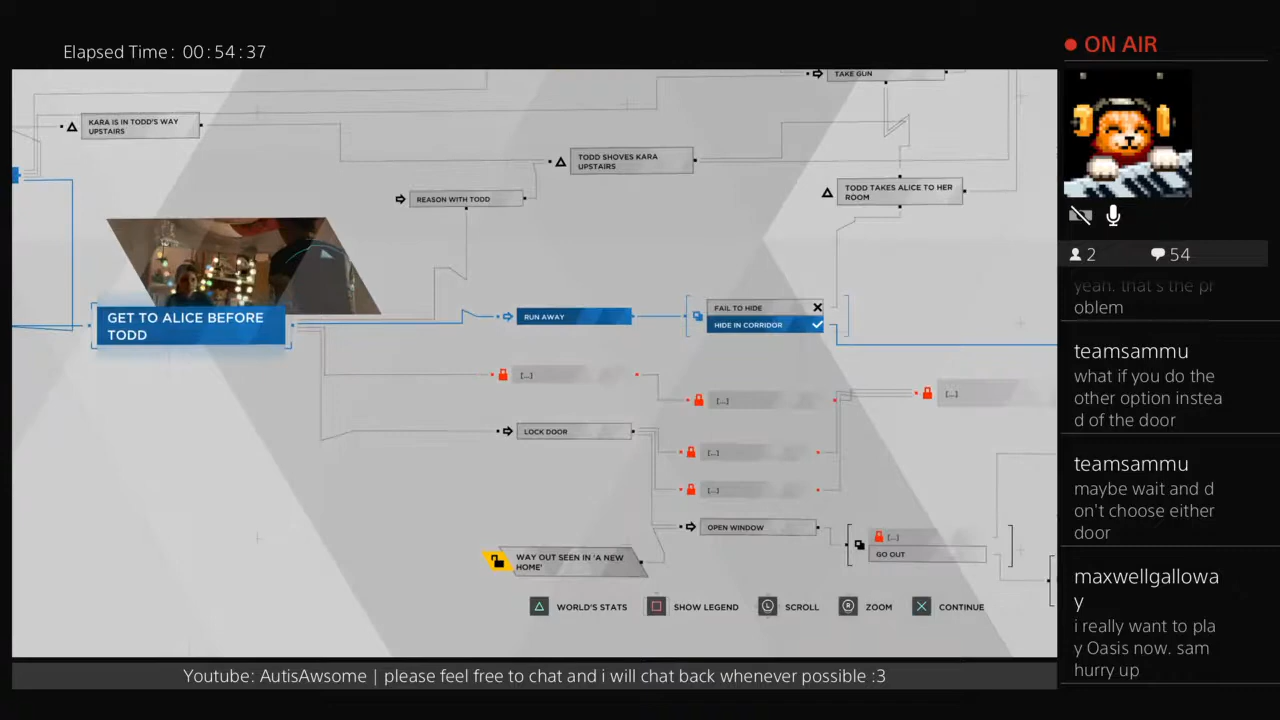 Elapsed Time: 00:54:37
ON AIR
TAKE GUN
KARA IS IN TODD'S WAY
UPSTAIRS
TODD SHOVES KARA
UPSTAIRS
REASON WITH TODD
TODD TAKES ALICE TO HER
ROOM
GET TO ALICE BEFORE
TODD
RUN AWAY
FAIL TO HIDE
HIDE IN CORRIDOR
[...]
[...]
[...]
LOCK DOOR
[...]
[...]
OPEN WINDOW
[...]
GO OUT
WAY OUT SEEN IN 'A NEW
HOME'
WORLD'S STATS
SHOW LEGEND
L
SCROLL
R
ZOOM
CONTINUE
2
54
yeah. that's the pr
oblem
teamsammu
what if you do the
other option instea
d of the door
teamsammu
maybe wait and d
on't choose either
door
maxwellgallowa
y
i really want to pla
y Oasis now. sam
hurry up
Youtube: AutisAwsome | please feel free to chat and i will chat back whenever possible :3